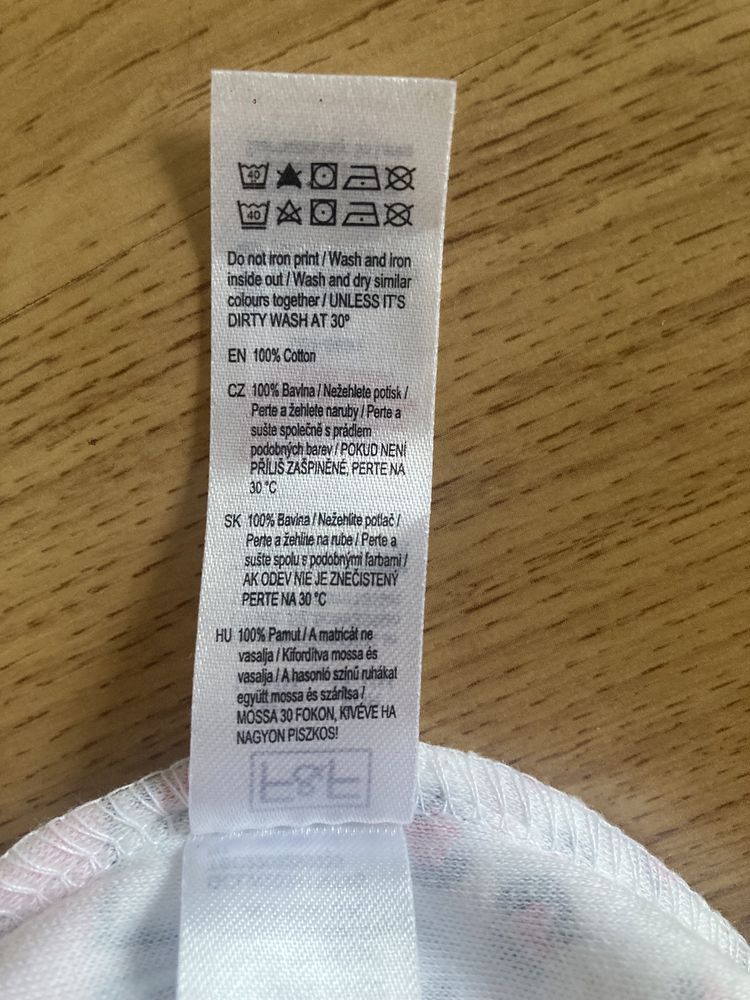 40
40
Do not iron print / Wash and iron
inside out / Wash and dry similar
colours together / UNLESS IT'S
DIRTY WASH AT 30º
EN 100% Cotton
CZ 100% Bavlna / Nežehlete potisk /
Perte a žehlete naruby / Perte a
sušte společně s prádlem
podobných barev / POKUD NENÍ
PŘÍLIŠ ZAŠPINĚNÉ, PERTE NA
30 °C
SK 100% Bavlna / Nežehlite potlač /
Perte a žehlite na rube / Perte a
sušte spolu s podobnými farbami /
AK ODEV NIE JE ZNEČISTENÝ
PERTE NA 30 °C
HU 100% Pamut / A matricát ne
vasalja / Kifordítva mossa és
vasalja / A hasonló színű ruhákat
együtt mossa és szárítsa /
MOSSA 30 FOKON, KIVÉVE HA
NAGYON PISZKOS!
F&F